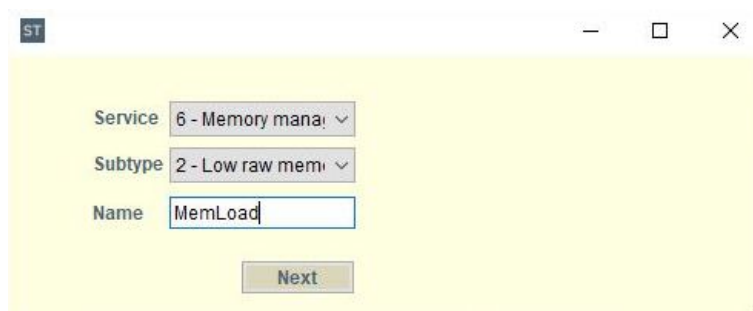 ST
Service 6 - Memory mana
Subtype 2 - Low raw mem
Name MemLoad
Next